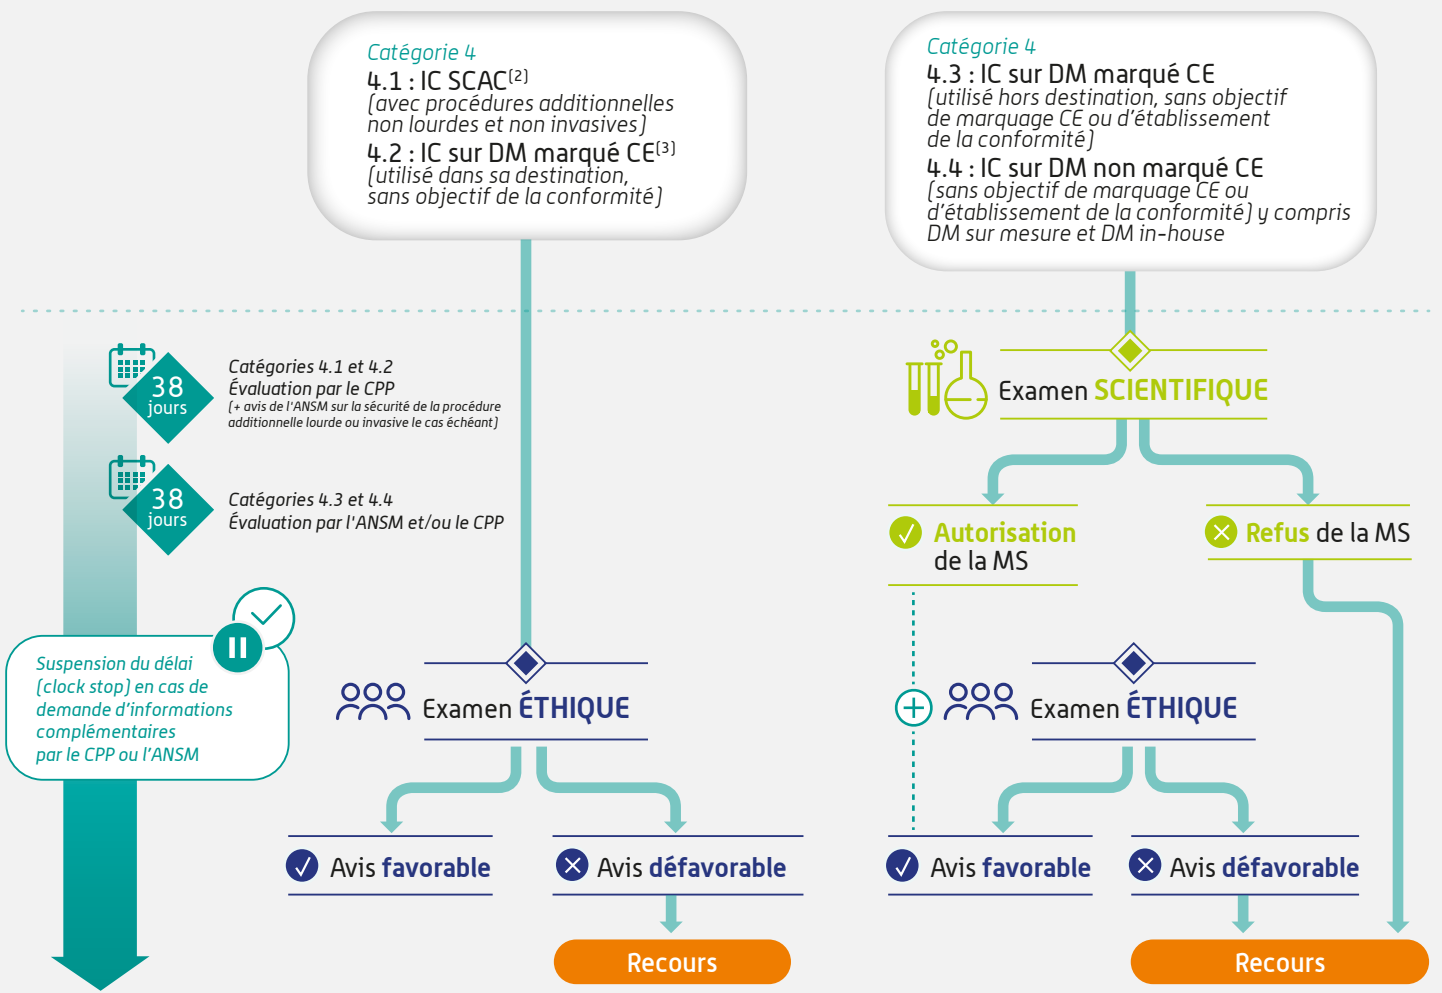 Catégorie 4
4.1 : IC SCAC(2)
(avec procédures additionnelles
non lourdes et non invasives)
4.2 : IC sur DM marqué CE(3)
(utilisé dans sa destination,
sans objectif de la conformité)
Catégorie 4
4.3 : IC sur DM marqué CE
(utilisé hors destination, sans objectif
de marquage CE ou d'établissement
de la conformité)
4.4 : IC sur DM non marqué CE
(sans objectif de marquage CE ou
d'établissement de la conformité) y compris
DM sur mesure et DM in-house
38
jours
Catégories 4.1 et 4.2
Évaluation par le CPP
(+ avis de l'ANSM sur la sécurité de la procédure
additionnelle lourde ou invasive le cas échéant)
38
jours
Catégories 4.3 et 4.4
Évaluation par l'ANSM et/ou le CPP
Suspension du délai
(clock stop) en cas de
demande d'informations
complémentaires
par le CPP ou l'ANSM
Examen ÉTHIQUE
Avis favorable
Avis défavorable
Recours
Examen SCIENTIFIQUE
Autorisation
de la MS
Refus de la MS
Examen ÉTHIQUE
Avis favorable
Avis défavorable
Recours